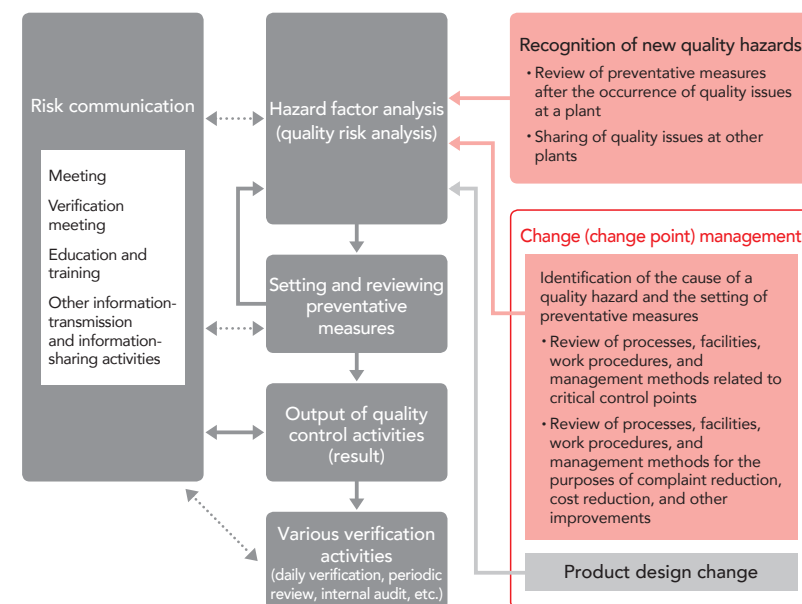 Risk communication
Meeting
Verification
meeting
Education and
training
Other information-
transmission
and information-
sharing activities
Hazard factor analysis
(quality risk analysis)
Setting and reviewing
preventative
measures
Output of quality
control activities
(result)
Various verification
activities
(daily verification, periodic
review, internal audit, etc.)
Recognition of new quality hazards
・Review of preventative measures
after the occurrence of quality issues
at a plant
・Sharing of quality issues at other
plants
Change (change point) management
Identification of the cause of a
quality hazard and the setting of
preventative measures
・Review of processes, facilities,
work procedures, and
management methods related to
critical control points
・Review of processes, facilities,
work procedures, and
management methods for the
purposes of complaint reduction,
cost reduction, and other
improvements
Product design change